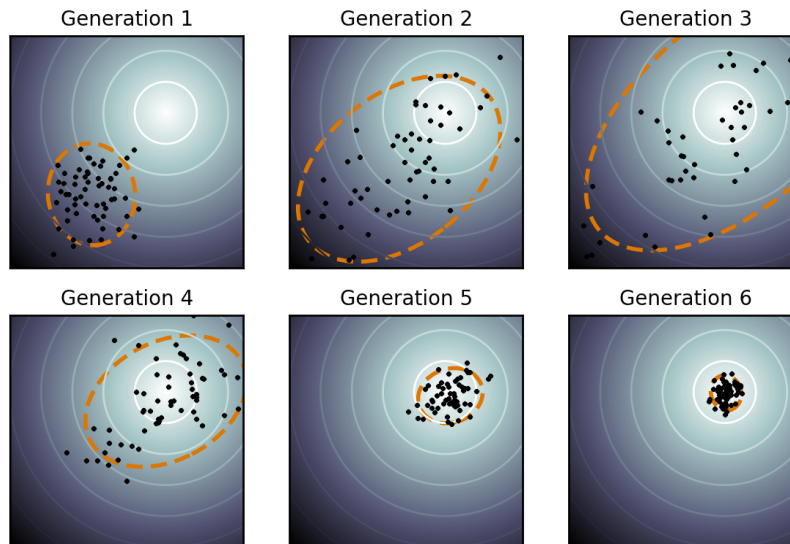 Generation 1
Generation 2
Generation 3
Generation 4
Generation 5
Generation 6